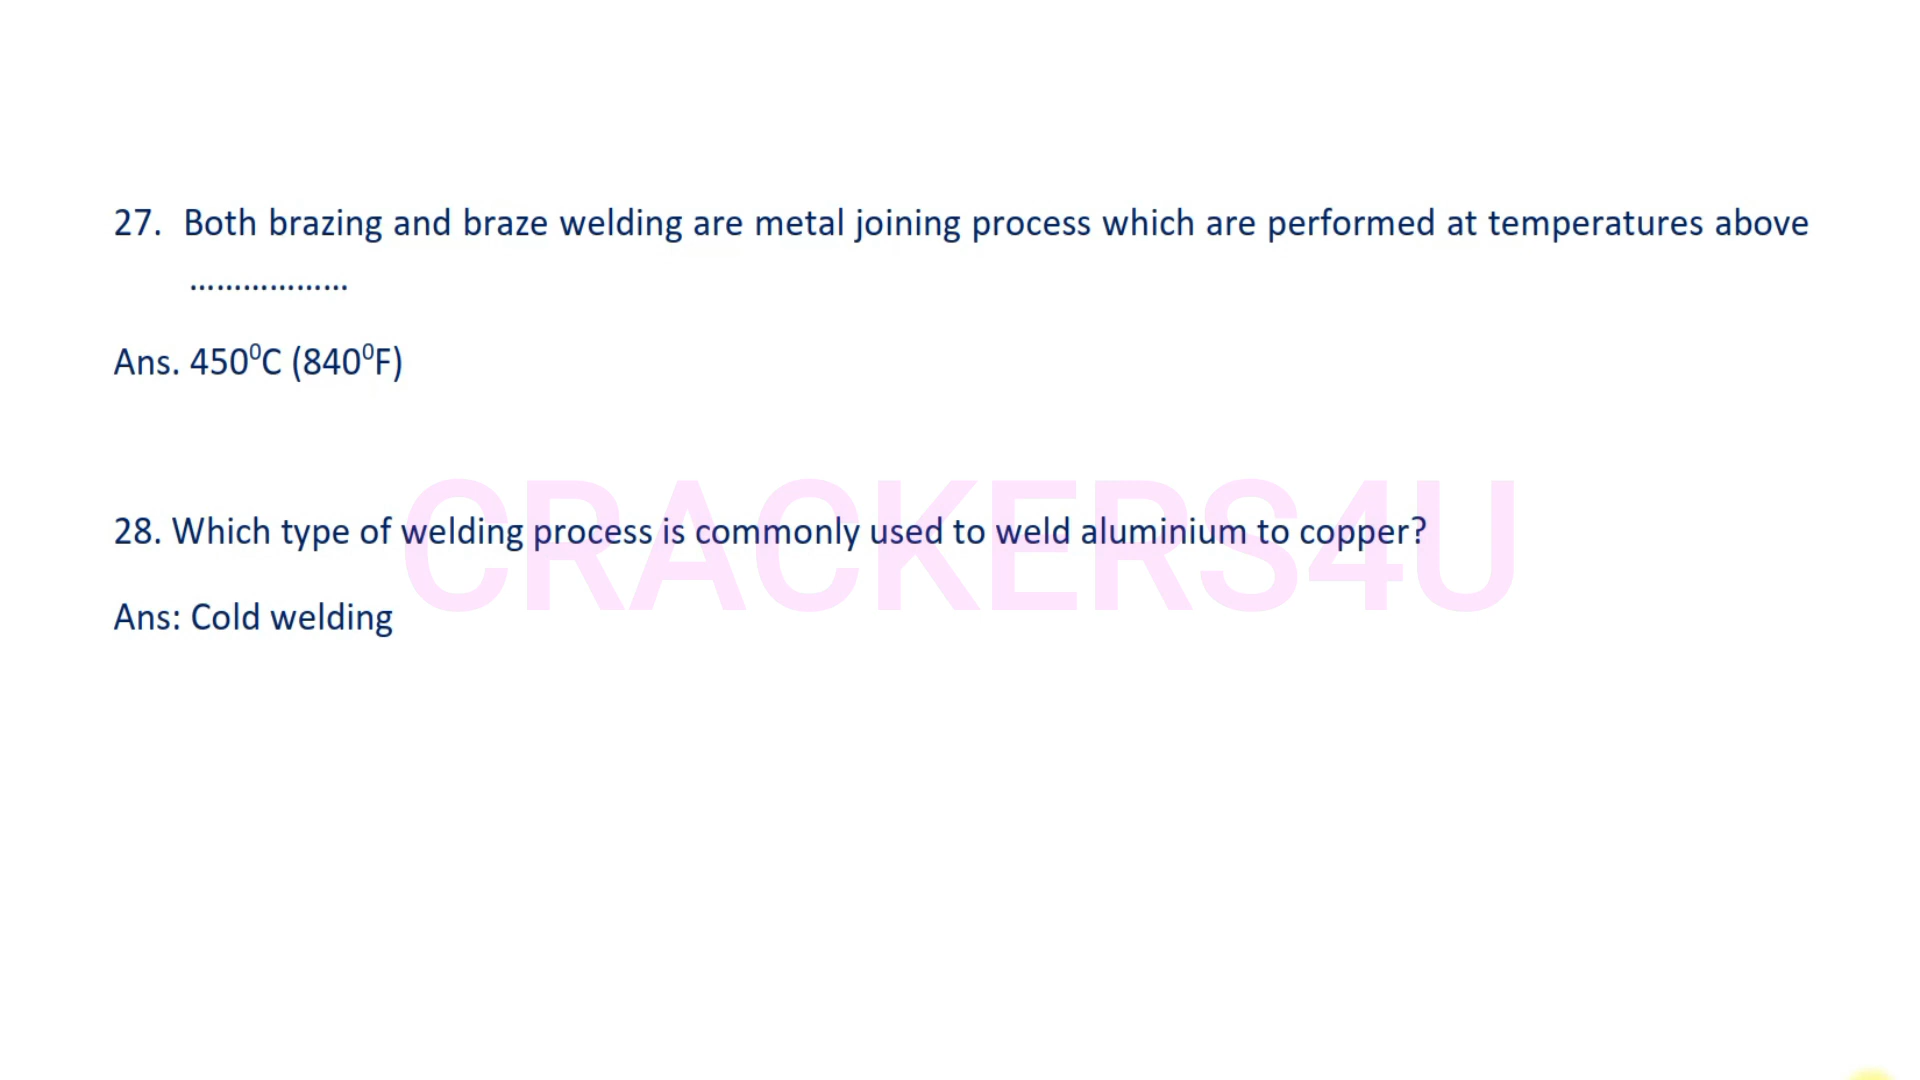 27. Both brazing and braze welding are metal joining process which are performed at temperatures above
………………
Ans. 450⁰C (840⁰F)
CRACKERS4U
28. Which type of welding process is commonly used to weld aluminium to copper?
Ans: Cold welding